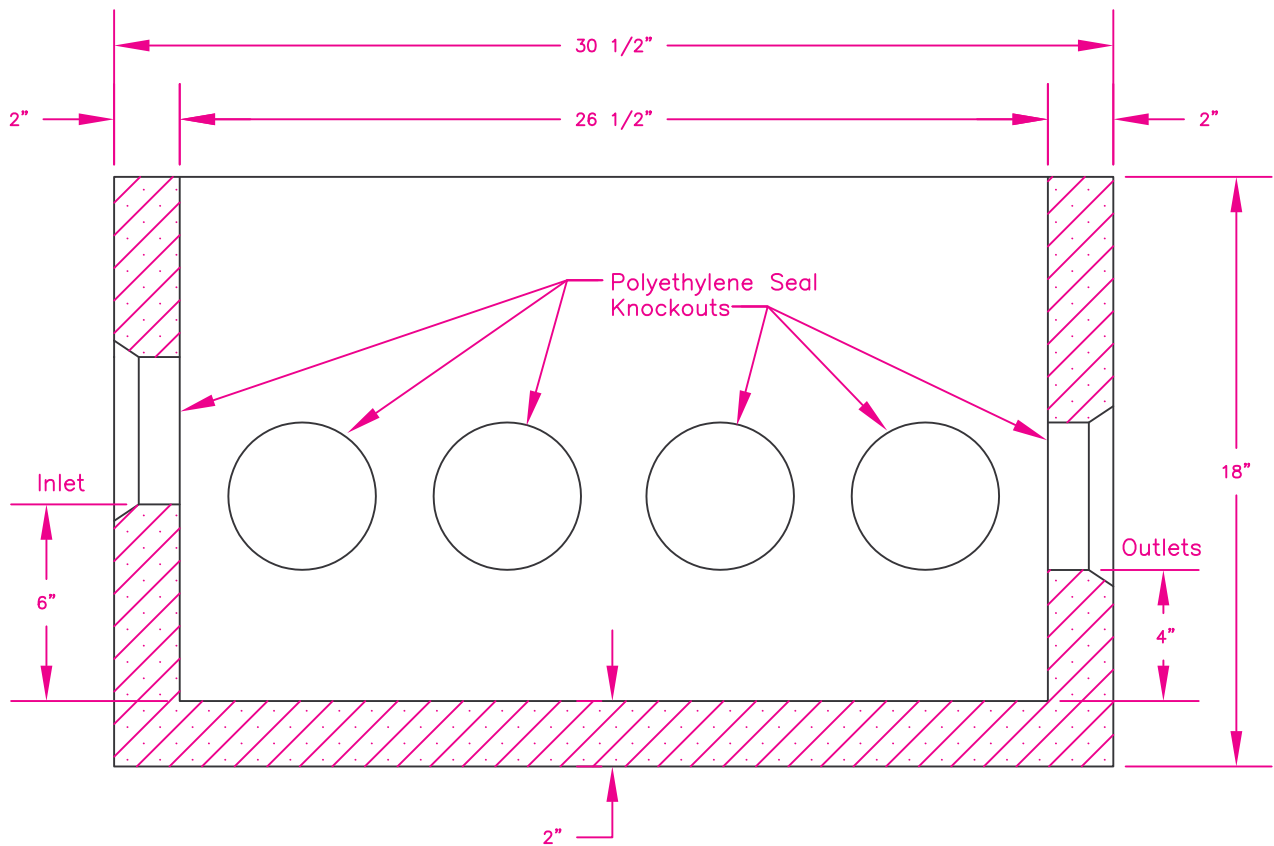 30 1/2”
2”
26 1/2”
2”
Polyethylene Seal
Knockouts
18”
Inlet
Outlets
6”
4”
2”